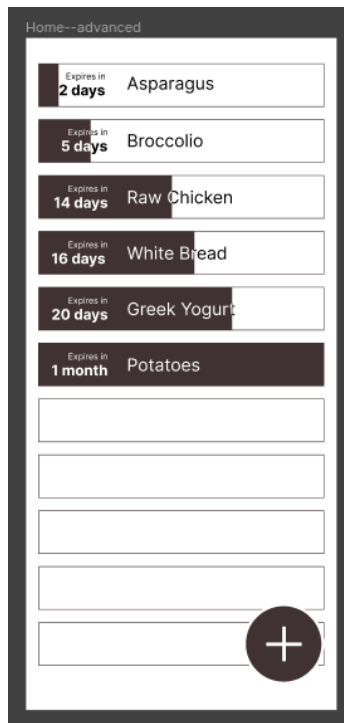 Home--advanced
Expires in
2 days
Asparagus
Expires in
5 days
Broccolio
Expires in
14 days
Raw Chicken
Expires in
16 days
White Bread
Expires in
20 days
Greek Yogurt
Expires in
1 month
Potatoes